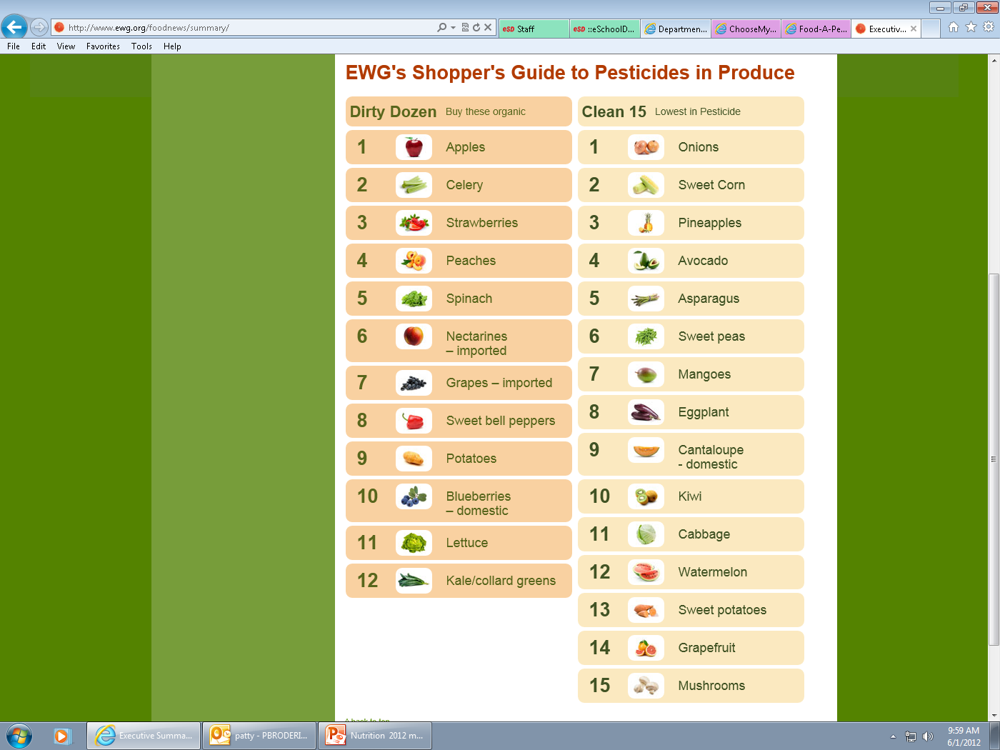 http://www.ewg.org/foodnews/summary/
esD Staff
esD ::eSchoolD...
Departmen...
ChooseMy...
Food-A-Pe...
Executiv...
File Edit View Favorites Tools Help
EWG's Shopper's Guide to Pesticides in Produce
Dirty Dozen Buy these organic
1 Apples
2 Celery
3 Strawberries
4 Peaches
5 Spinach
6 Nectarines
– imported
7 Grapes – imported
8 Sweet bell peppers
9 Potatoes
10 Blueberries
– domestic
11 Lettuce
12 Kale/collard greens
Clean 15 Lowest in Pesticide
1 Onions
2 Sweet Corn
3 Pineapples
4 Avocado
5 Asparagus
6 Sweet peas
7 Mangoes
8 Eggplant
9 Cantaloupe
- domestic
10 Kiwi
11 Cabbage
12 Watermelon
13 Sweet potatoes
14 Grapefruit
15 Mushrooms
back to top
Executive Summa...
patty - PBRODERI...
Nutrition 2012 m...
9:59 AM
6/1/2012